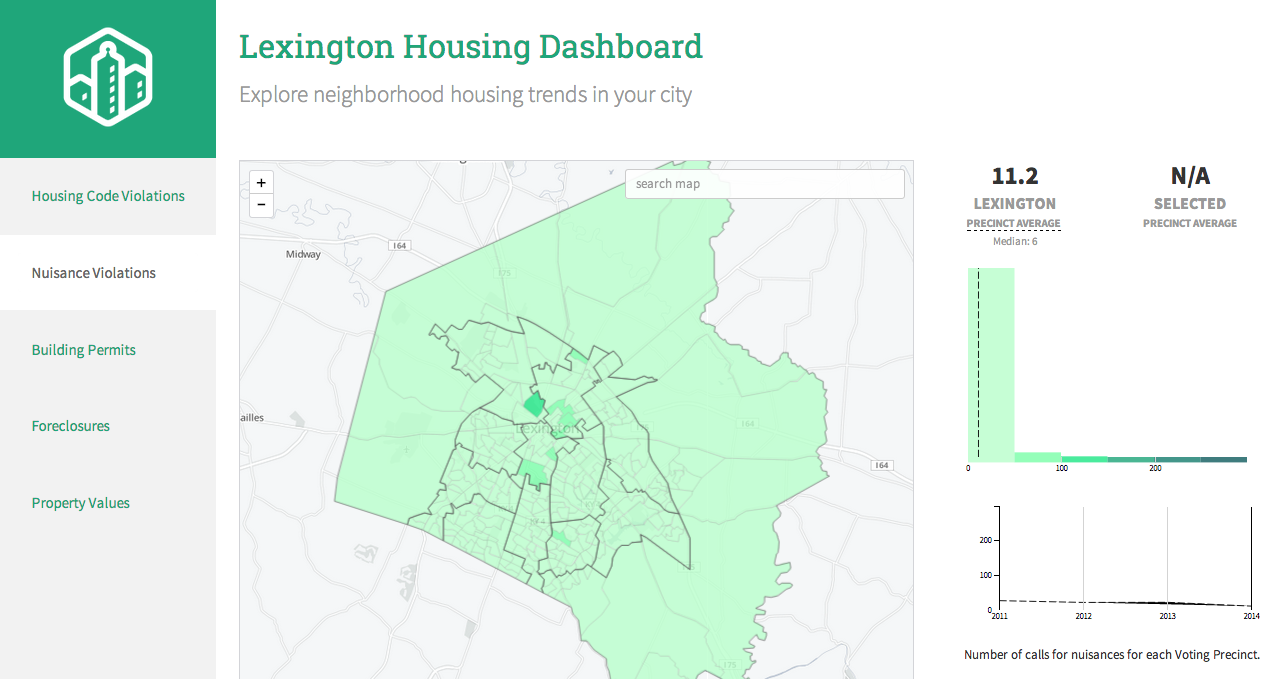 Lexington Housing Dashboard
Explore neighborhood housing trends in your city
Housing Code Violations
Nuisance Violations
Building Permits
Foreclosures
Property Values
+
−
search map
Midway
164
175
ailles
Lexington
164
164
175
11.2
LEXINGTON
PRECINCT AVERAGE
Median: 6
N/A
SELECTED
PRECINCT AVERAGE
0
100
200
200
100
0
2011
2012
2013
2014
Number of calls for nuisances for each Voting Precinct.